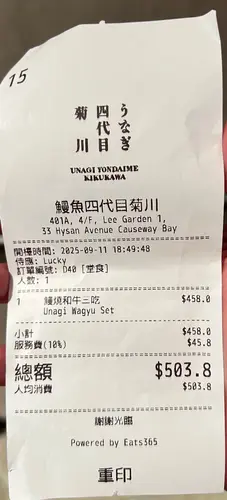 15
うなぎ
四代目
菊川
UNAGI YONDAIME
KIKUKAWA
鰻魚四代目菊川
401A, 4/F, Lee Garden 1,
33 Hysan Avenue Causeway Bay
開檯時間: 2025-09-11 18:49:48
侍應: Lucky
訂單編號: D40 [堂食]
人數: 1
1 鰻燒和牛三吃 $458.0
Unagi Wagyu Set
小計 $458.0
服務費(10%) $45.8
總額 $503.8
人均消費 $503.8
謝謝光臨
Powered by Eats365
重印